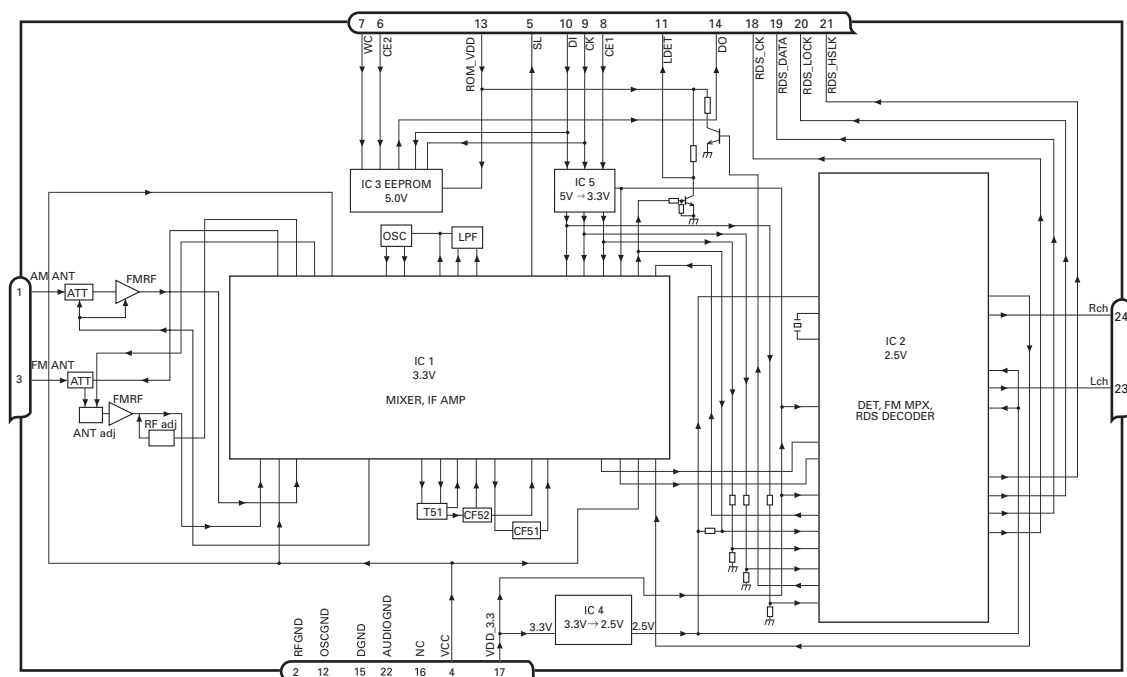 7 6 13 5 10 9 8 11 14 18 19 20 21
WC
CE2
ROM_VDD
SL
DI
CK
CE1
LDET
DO
RDS_CK
RDS_DATA
RDS_LOCK
RDS_HSLK
IC 3 EEPROM
5.0V
IC 5
5V → 3.3V
OSC
LPF
AM ANT
1
ATT
FMRF
FM ANT
3
ATT
FMRF
ANT adj
RF adj
IC 1
3.3V
MIXER, IF AMP
IC 2
2.5V
DET, FM MPX,
RDS DECODER
Rch
24
Lch
23
T51
CF52
CF51
IC 4
3.3V → 2.5V
3.3V
2.5V
RFGND
OSCGND
DGND
AUDIOGND
NC
VCC
VDD_3.3
2 12 15 22 16 4 17